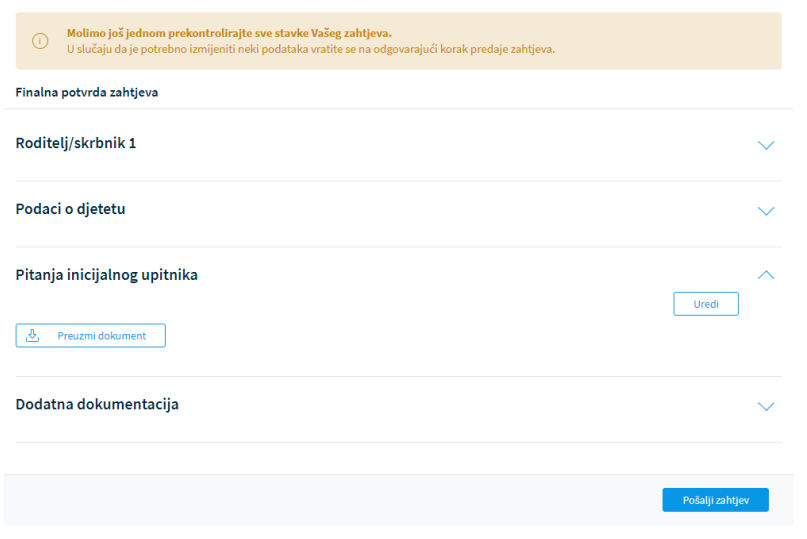 Molimo još jednom prekontrolirajte sve stavke Vašeg zahtjeva.
U slučaju da je potrebno izmijeniti neki podataka vratite se na odgovarajući korak predaje zahtjeva.
Finalna potvrda zahtjeva
Roditelj/skrbnik 1
Podaci o djetetu
Pitanja inicijalnog upitnika
Uredi
Preuzmi dokument
Dodatna dokumentacija
Pošalji zahtjev